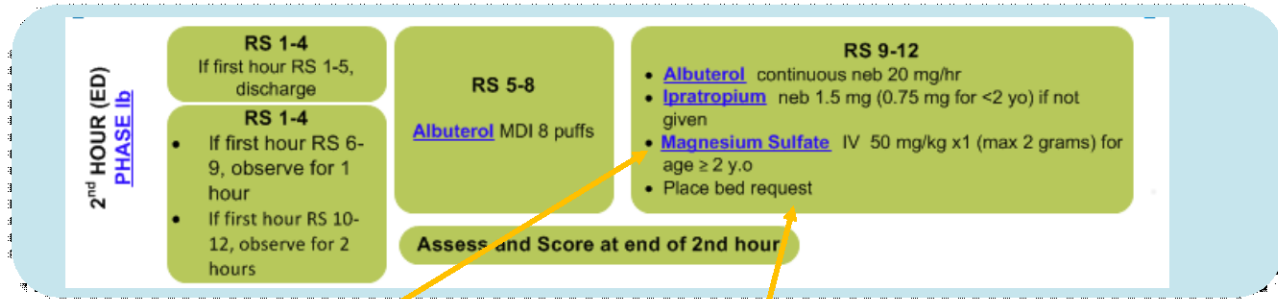 2nd HOUR (ED)
PHASE Ib
RS 1-4
If first hour RS 1-5,
discharge
RS 1-4
• If first hour RS 6-
9, observe for 1
hour
• If first hour RS 10-
12, observe for 2
hours
RS 5-8
Albuterol MDI 8 puffs
RS 9-12
• Albuterol continuous neb 20 mg/hr
• Ipratropium neb 1.5 mg (0.75 mg for <2 yo) if not
given
• Magnesium Sulfate IV 50 mg/kg x1 (max 2 grams) for
age ≥ 2 y.o
• Place bed request
Assess and Score at end of 2nd hour